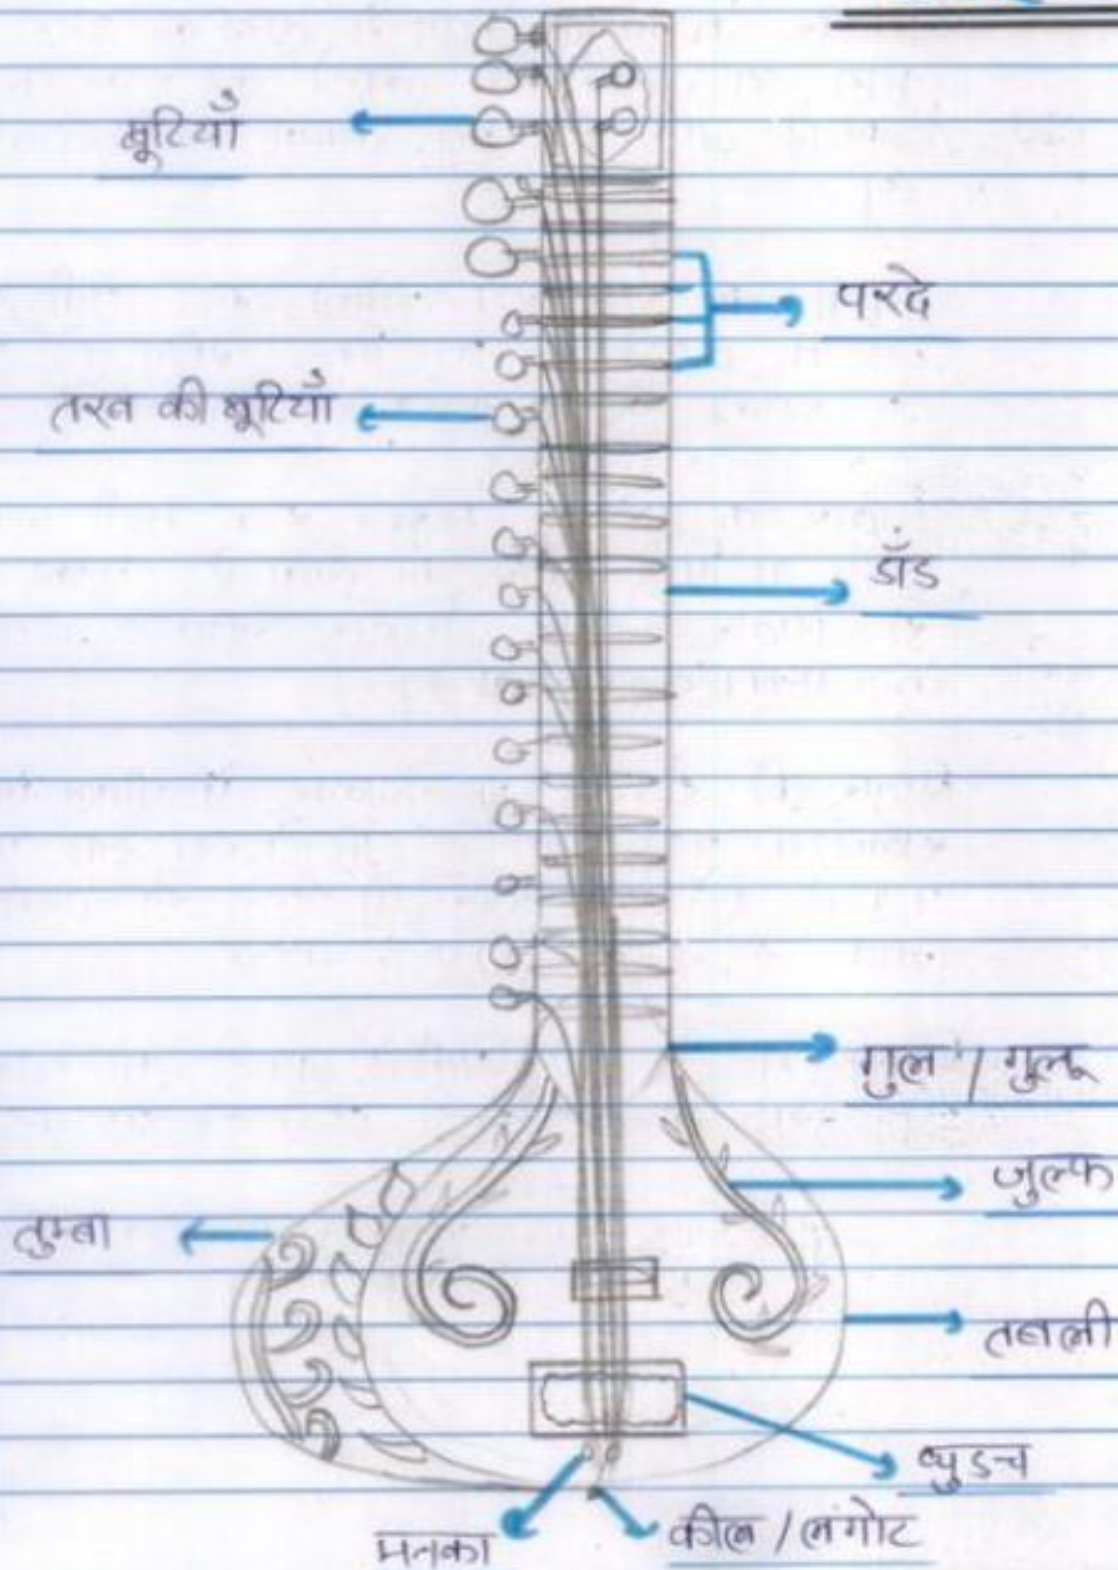 खूटियाँ
परदे
तरब की खूटियाँ
डाँड
गुल / गुलू
जुल्फ
तुम्बा
तबली
मनका
कील / लंगोट